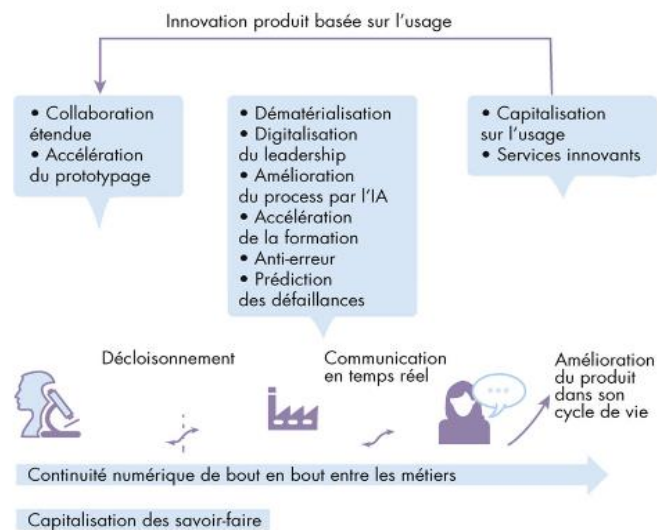 Innovation produit basée sur l'usage
• Collaboration
étendue
• Accélération
du prototypage
• Dématérialisation
• Digitalisation
du leadership
• Amélioration
du process par l'IA
• Accélération
de la formation
• Anti-erreur
• Prédiction
des défaillances
• Capitalisation
sur l'usage
• Services innovants
Décloisonnement
Communication
en temps réel
Amélioration
du produit
dans son
cycle de vie
Continuité numérique de bout en bout entre les métiers
Capitalisation des savoir-faire